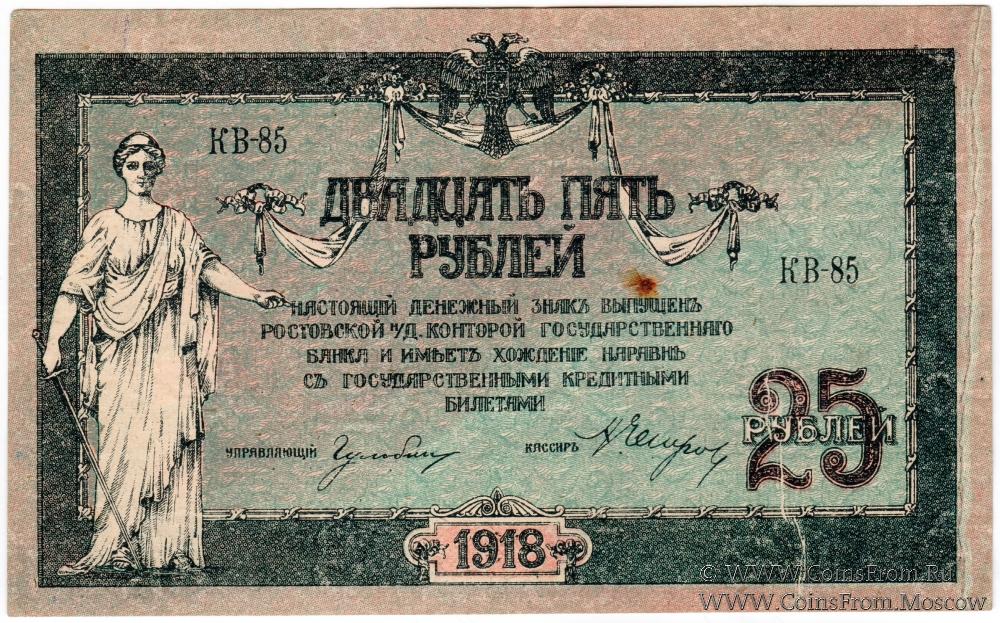 КВ-85
ДВАДЦАТЬ ПЯТЬ
РУБЛЕЙ
КВ-85
НАСТОЯЩІЙ ДЕНЕЖНЫЙ ЗНАКЪ ВЫПУЩЕНЪ
РОСТОВСКОЙ н/Д. КОНТОРОЙ ГОСУДАРСТВЕННАГО
БАНКА И ИМѢЕТЪ ХОЖДЕНІЕ НАРАВНѢ
СЪ ГОСУДАРСТВЕННЫМИ КРЕДИТНЫМИ
БИЛЕТАМИ
25
РУБЛЕЙ
УПРАВЛЯЮЩІЙ
КАССИРЪ
1918
© WWW.CoinsFrom.Ru
WWW.CoinsFrom.Moscow